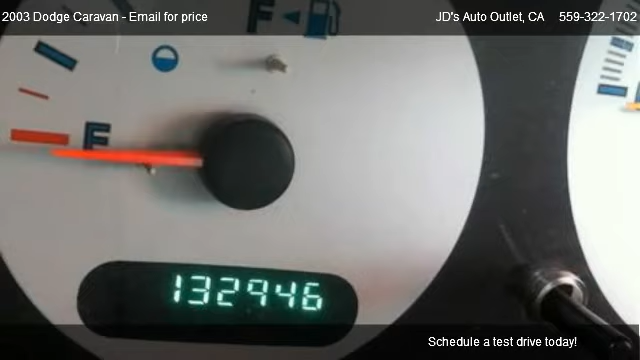 2003 Dodge Caravan - Email for price
JD's Auto Outlet, CA 559-322-1702
F
E
132946
Schedule a test drive today!